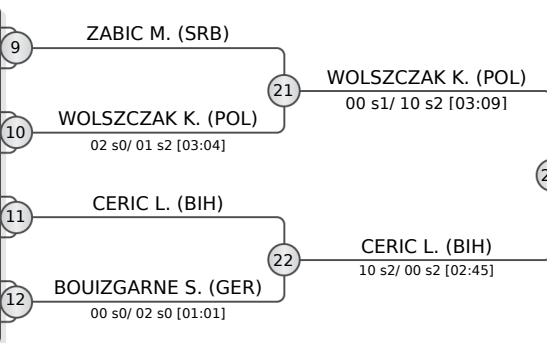 9
ZABIC M. (SRB)
21
WOLSZCZAK K. (POL)
00 s1/ 10 s2 [03:09]
10
WOLSZCZAK K. (POL)
02 s0/ 01 s2 [03:04]
11
CERIC L. (BIH)
22
CERIC L. (BIH)
10 s2/ 00 s2 [02:45]
12
BOUIZGARNE S. (GER)
00 s0/ 02 s0 [01:01]